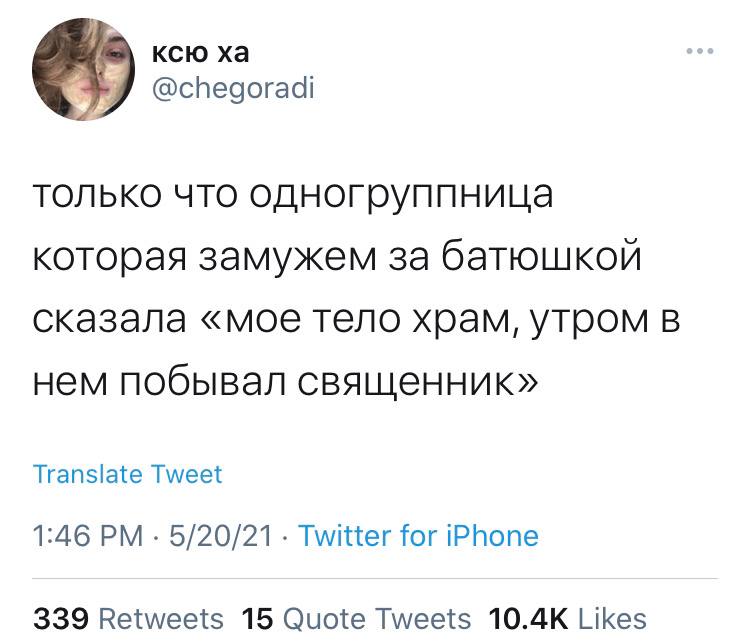 ксю ха
@chegoradi
только что одногруппница
которая замужем за батюшкой
сказала «мое тело храм, утром в
нем побывал священник»
Translate Tweet
1:46 PM · 5/20/21 · Twitter for iPhone
339 Retweets 15 Quote Tweets 10.4K Likes